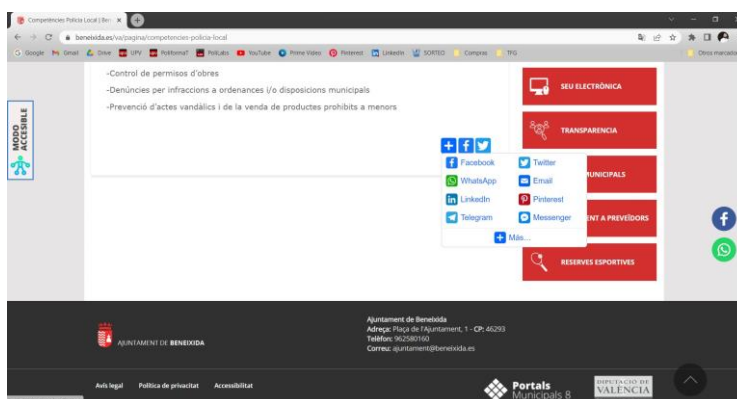 Competències Policia Local | Ben
beneixida.es/va/pagina/competencies-policia-local
Google Gmail Drive UPV PoliformaT PoliLabs YouTube Prime Video Pinterest Linkedin SORTEO Compras TFG Otros marcado
-Control de permisos d'obres
-Denúncies per infraccions a ordenances i/o disposicions municipals
-Prevenció d'actes vandàlics i de la venda de productes prohibits a menors
MODO
ACCESIBLE
SEU ELECTRÒNICA
TRANSPARENCIA
Facebook Twitter
WhatsApp Email
LinkedIn Pinterest
Telegram Messenger
Más...
UNICIPALS
NT A PREVEÏDORS
RESERVES ESPORTIVES
AJUNTAMENT DE BENEIXIDA
Ajuntament de Beneixida
Adreça: Plaça de l'Ajuntament, 1 - CP: 46293
Telèfon: 962580160
Correu: ajuntament@beneixida.es
Avís legal Política de privacitat Accessibilitat
Portals
Municipals 8
DIPUTACIÓ DE
VALÈNCIA